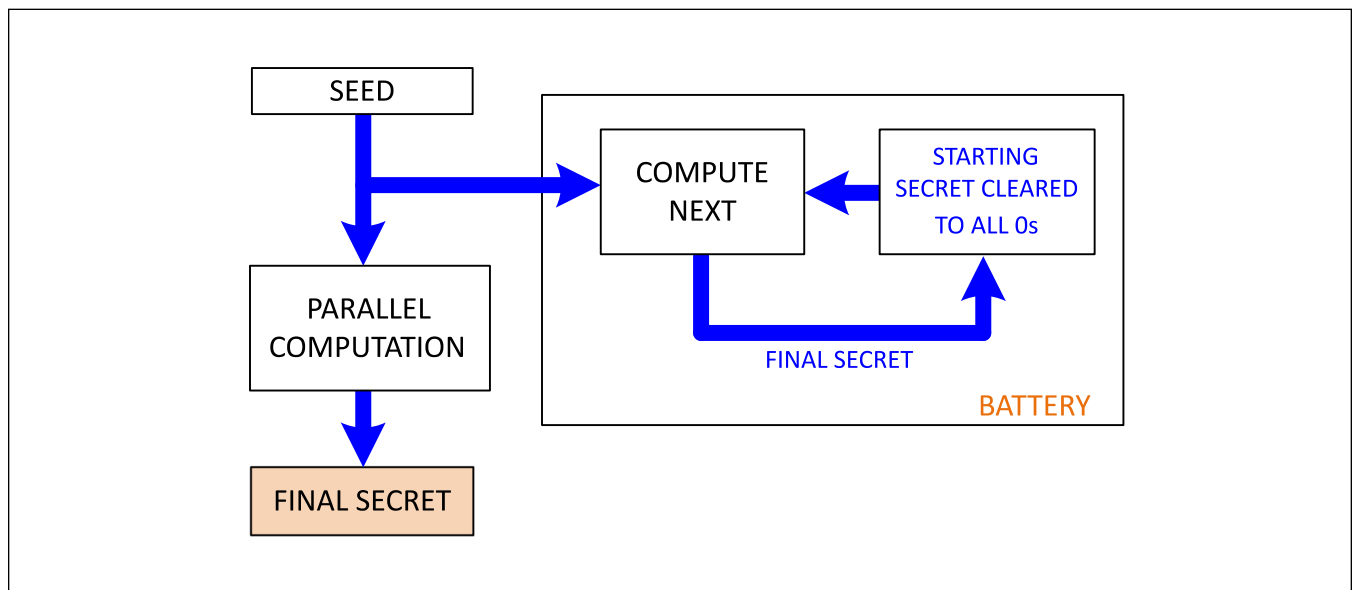 SEED
COMPUTE
NEXT
STARTING
SECRET CLEARED
TO ALL 0s
PARALLEL
COMPUTATION
FINAL SECRET
BATTERY
FINAL SECRET